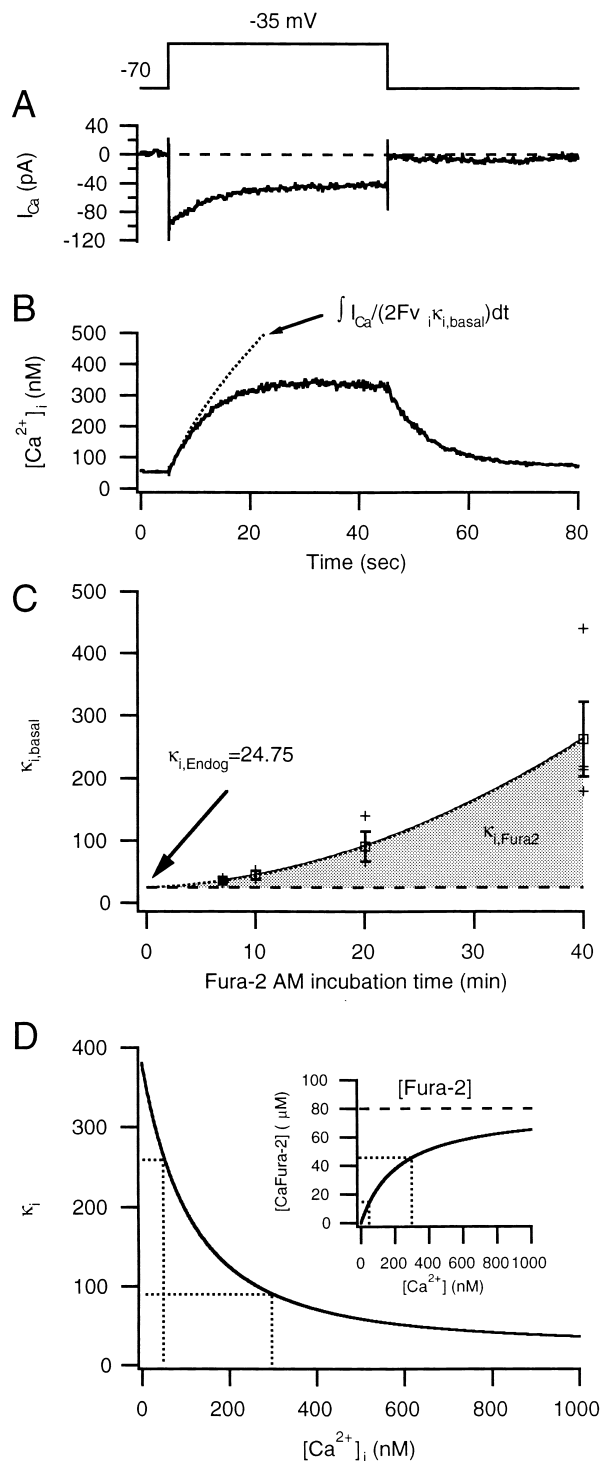 -35 mV
-70
A
40
0
-40
-80
-120
I_Ca (pA)
B
∫ I_Ca/(2Fv_i κ_i,basal)dt
500
400
300
200
100
0
[Ca²⁺]_i (nM)
0 20 40 60 80
Time (sec)
C
500
400
300
200
100
0
κ_i,basal
κ_i,Endog=24.75
κ_i,Fura2
0 10 20 30 40
Fura-2 AM incubation time (min)
D
400
300
200
100
0
κ_i
100
80
60
40
20
0
[CaFura-2] ( μM)
[Fura-2]
0 200 400 600 800 1000
[Ca²⁺] (nM)
0 200 400 600 800 1000
[Ca²⁺]_i (nM)